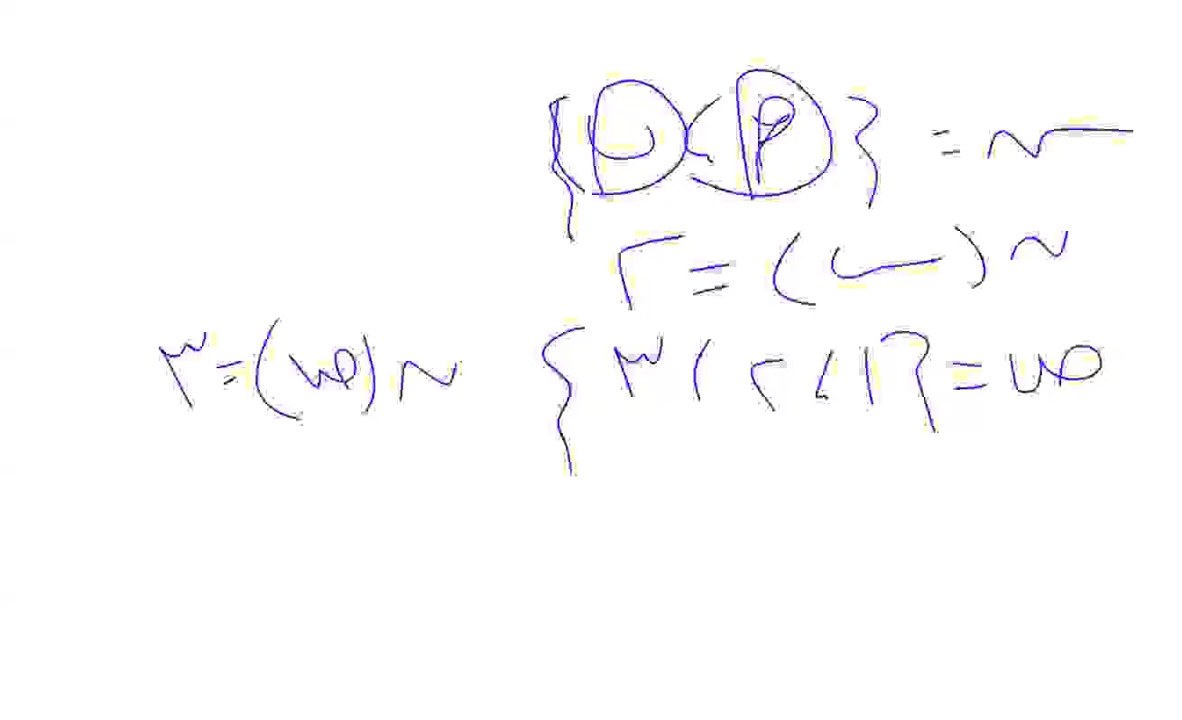 س = { ، }
ن (س) = ٢
ص = {١ ، ٢ ، ٣} ن (ص) = ٣